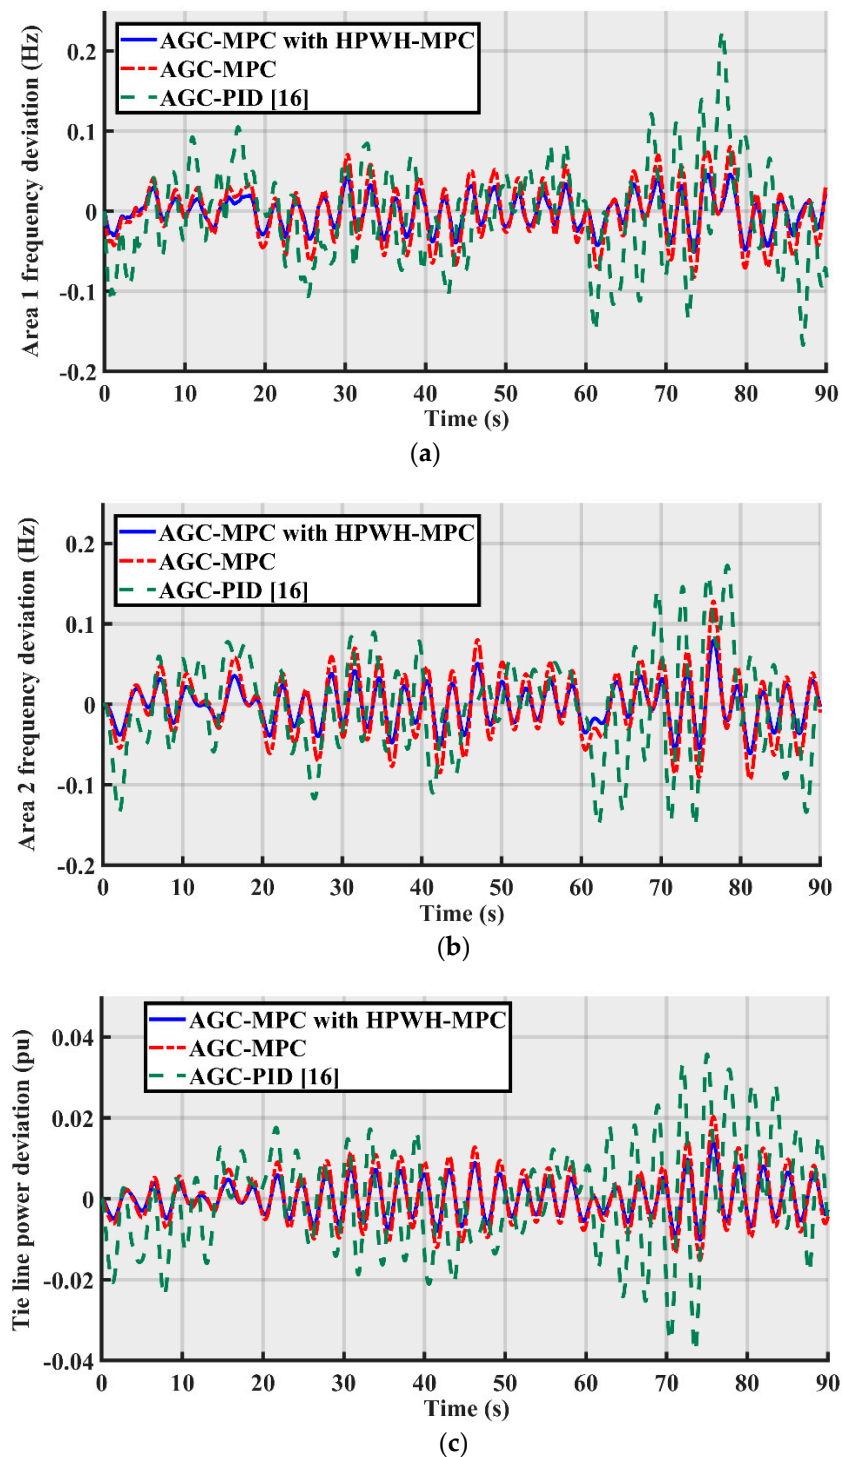 Area 1 frequency deviation (Hz)
AGC-MPC with HPWH-MPC
AGC-MPC
AGC-PID [16]
0.2
0.1
0
-0.1
-0.2
0 10 20 30 40 50 60 70 80 90
Time (s)
(a)
Area 2 frequency deviation (Hz)
AGC-MPC with HPWH-MPC
AGC-MPC
AGC-PID [16]
0.2
0.1
0
-0.1
-0.2
0 10 20 30 40 50 60 70 80 90
Time (s)
(b)
Tie line power deviation (pu)
AGC-MPC with HPWH-MPC
AGC-MPC
AGC-PID [16]
0.04
0.02
0
-0.02
-0.04
0 10 20 30 40 50 60 70 80 90
Time (s)
(c)